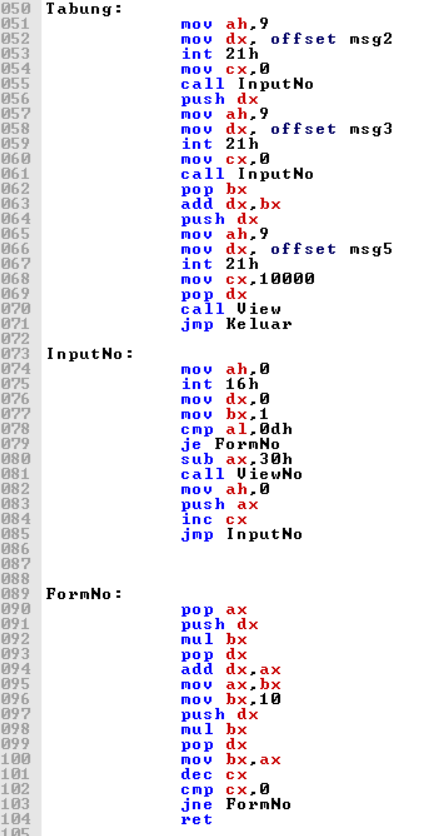 050 Tabung:
051 mov ah,9
052 mov dx, offset msg2
053 int 21h
054 mov cx,0
055 call InputNo
056 push dx
057 mov ah,9
058 mov dx, offset msg3
059 int 21h
060 mov cx,0
061 call InputNo
062 pop bx
063 add dx,bx
064 push dx
065 mov ah,9
066 mov dx, offset msg5
067 int 21h
068 mov cx,10000
069 pop dx
070 call View
071 jmp Keluar
072
073 InputNo:
074 mov ah,0
075 int 16h
076 mov dx,0
077 mov bx,1
078 cmp al,0dh
079 je FormNo
080 sub ax,30h
081 call ViewNo
082 mov ah,0
083 push ax
084 inc cx
085 jmp InputNo
086
087
088
089 FormNo:
090 pop ax
091 push dx
092 mul bx
093 pop dx
094 add dx,ax
095 mov ax,bx
096 mov bx,10
097 push dx
098 mul bx
099 pop dx
100 mov bx,ax
101 dec cx
102 cmp cx,0
103 jne FormNo
104 ret
105